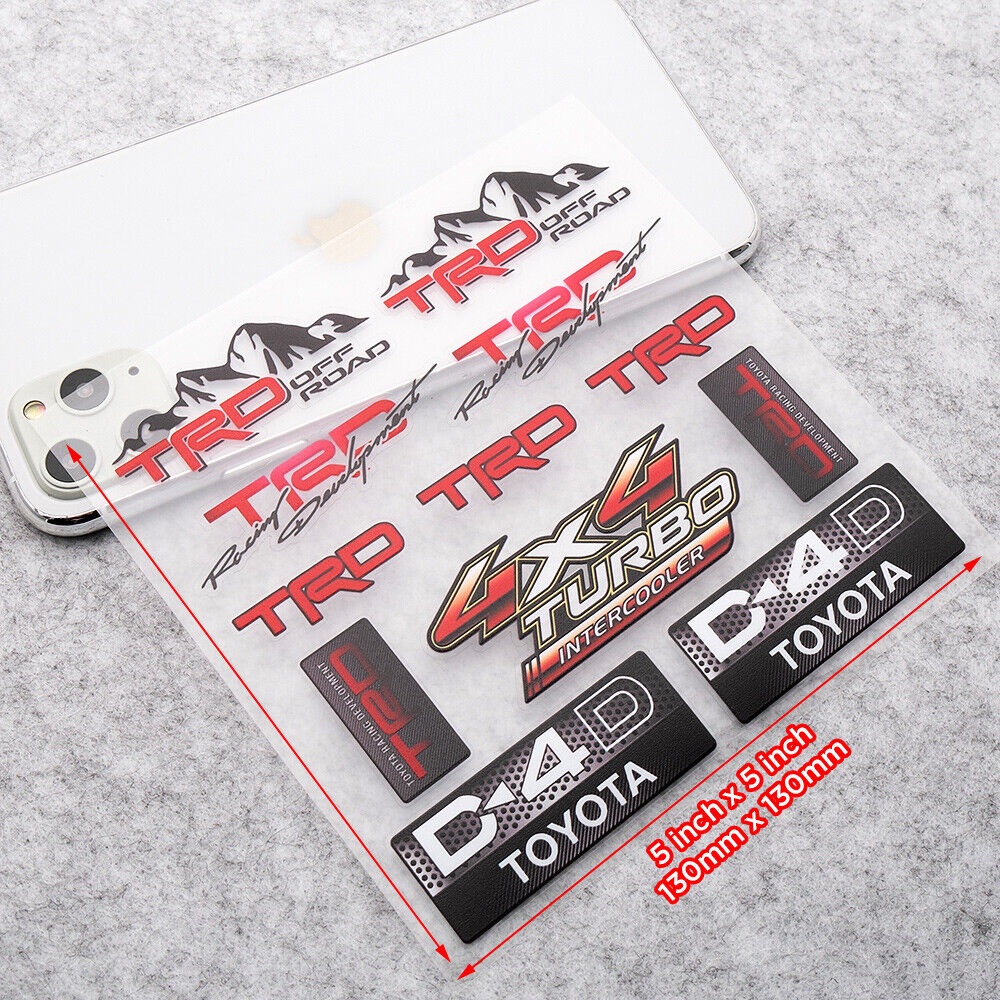 TRD OFF
ROAD
TRD OFF
ROAD
TRD
Racing Development
TRD
Racing Development
TRD
TRD
TRD
TOYOTA RACING DEVELOPMENT
TRD
TOYOTA RACING DEVELOPMENT
TRD
4X4
TURBO
INTERCOOLER
D-4D
TOYOTA
D-4D
TOYOTA
5 inch x 5 inch
130mm x 130mm